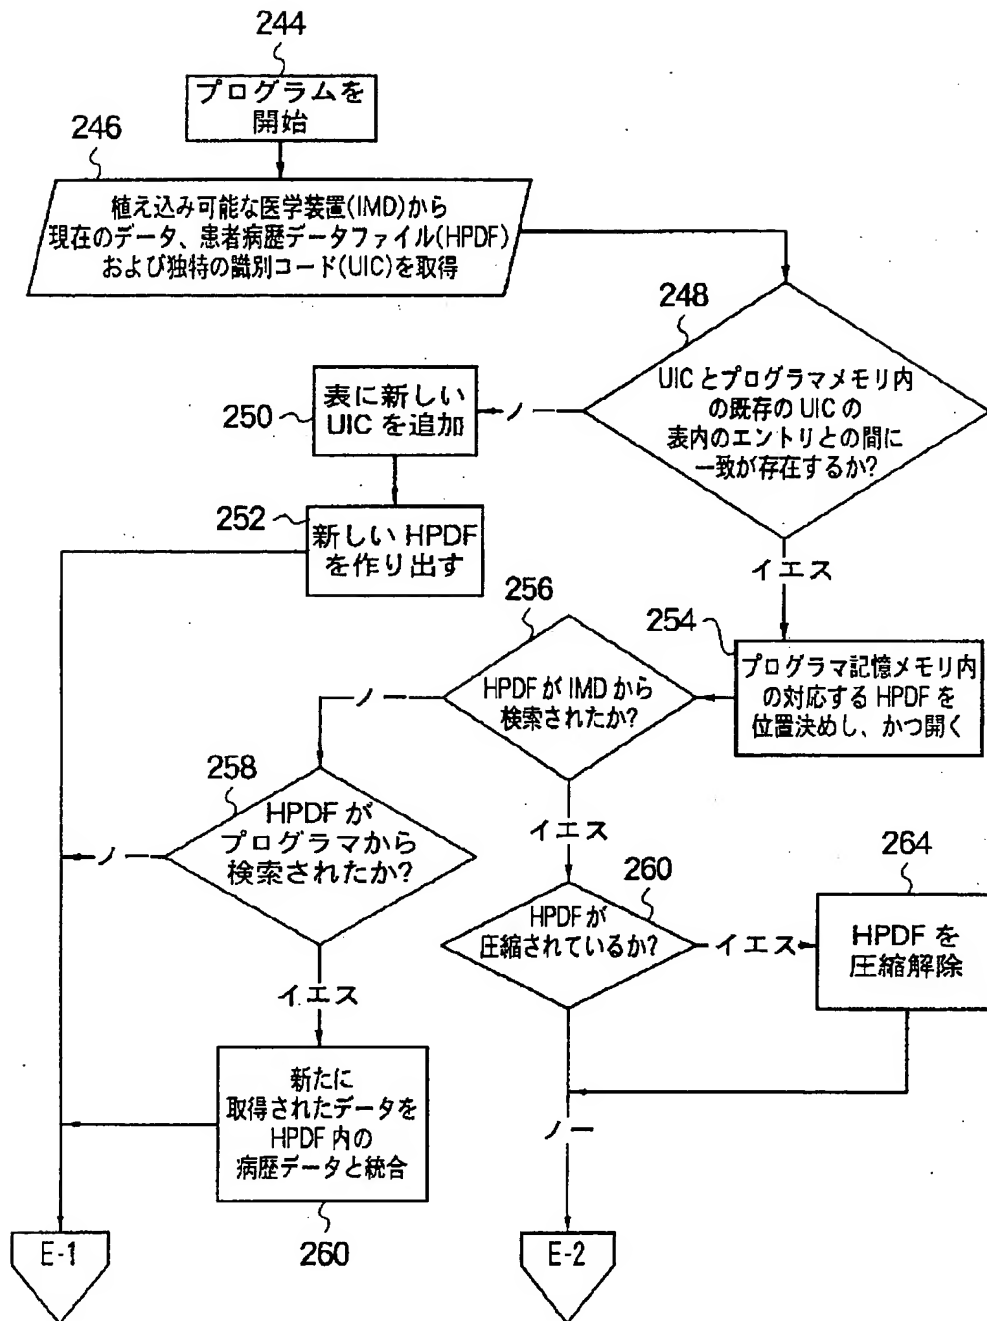 244
プログラムを
開始
246
植え込み可能な医学装置(IMD)から
現在のデータ、患者病歴データファイル(HPDF)
および独特の識別コード(UIC)を取得
248
UICとプログラマメモリ内
の既存のUICの
表内のエントリとの間に
一致が存在するか?
ノー
250
表に新しい
UICを追加
252
新しいHPDF
を作り出す
イエス
254
プログラマ記憶メモリ内
の対応するHPDFを
位置決めし、かつ開く
256
HPDFがIMDから
検索されたか?
ノー
258
HPDFが
プログラマから
検索されたか?
ノー
イエス
260
HPDFが
圧縮されているか?
イエス
264
HPDFを
圧縮解除
イエス
新たに
取得されたデータを
HPDF内の
病歴データと統合
260
ノー
E-1
E-2